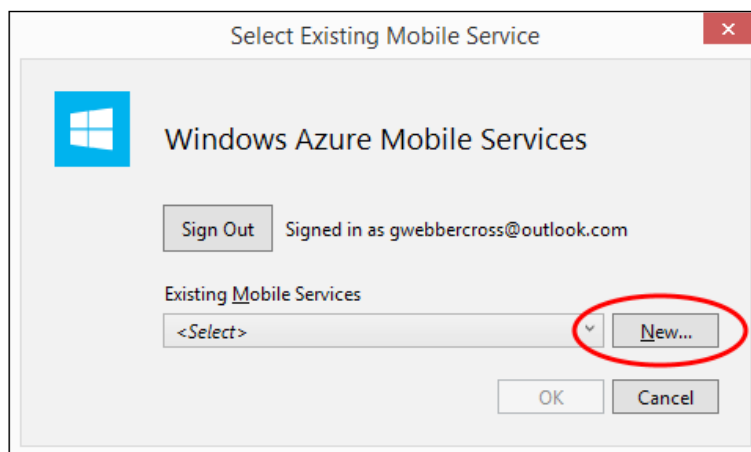 Select Existing Mobile Service
Windows Azure Mobile Services
Sign Out Signed in as gwebbercross@outlook.com
Existing Mobile Services
<Select> New...
OK Cancel